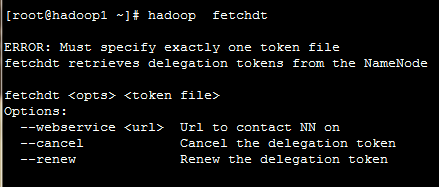 [root@hadoop1 ~]# hadoop  fetchdt
ERROR: Must specify exactly one token file
fetchdt retrieves delegation tokens from the NameNode
fetchdt <opts> <token file>
Options:
  --webservice <url>  Url to contact NN on
  --cancel            Cancel the delegation token
  --renew             Renew the delegation token